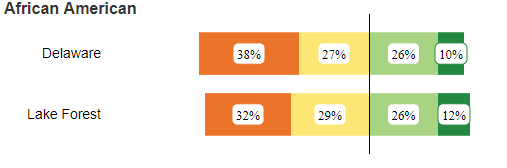 African American
Delaware 38% 27% 26% 10%
Lake Forest 32% 29% 26% 12%